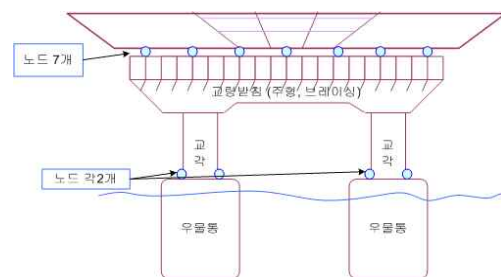 노드 7개
교량받침 (주형, 브레이싱)
교
각
교
각
노드 각2개
우물통
우물통